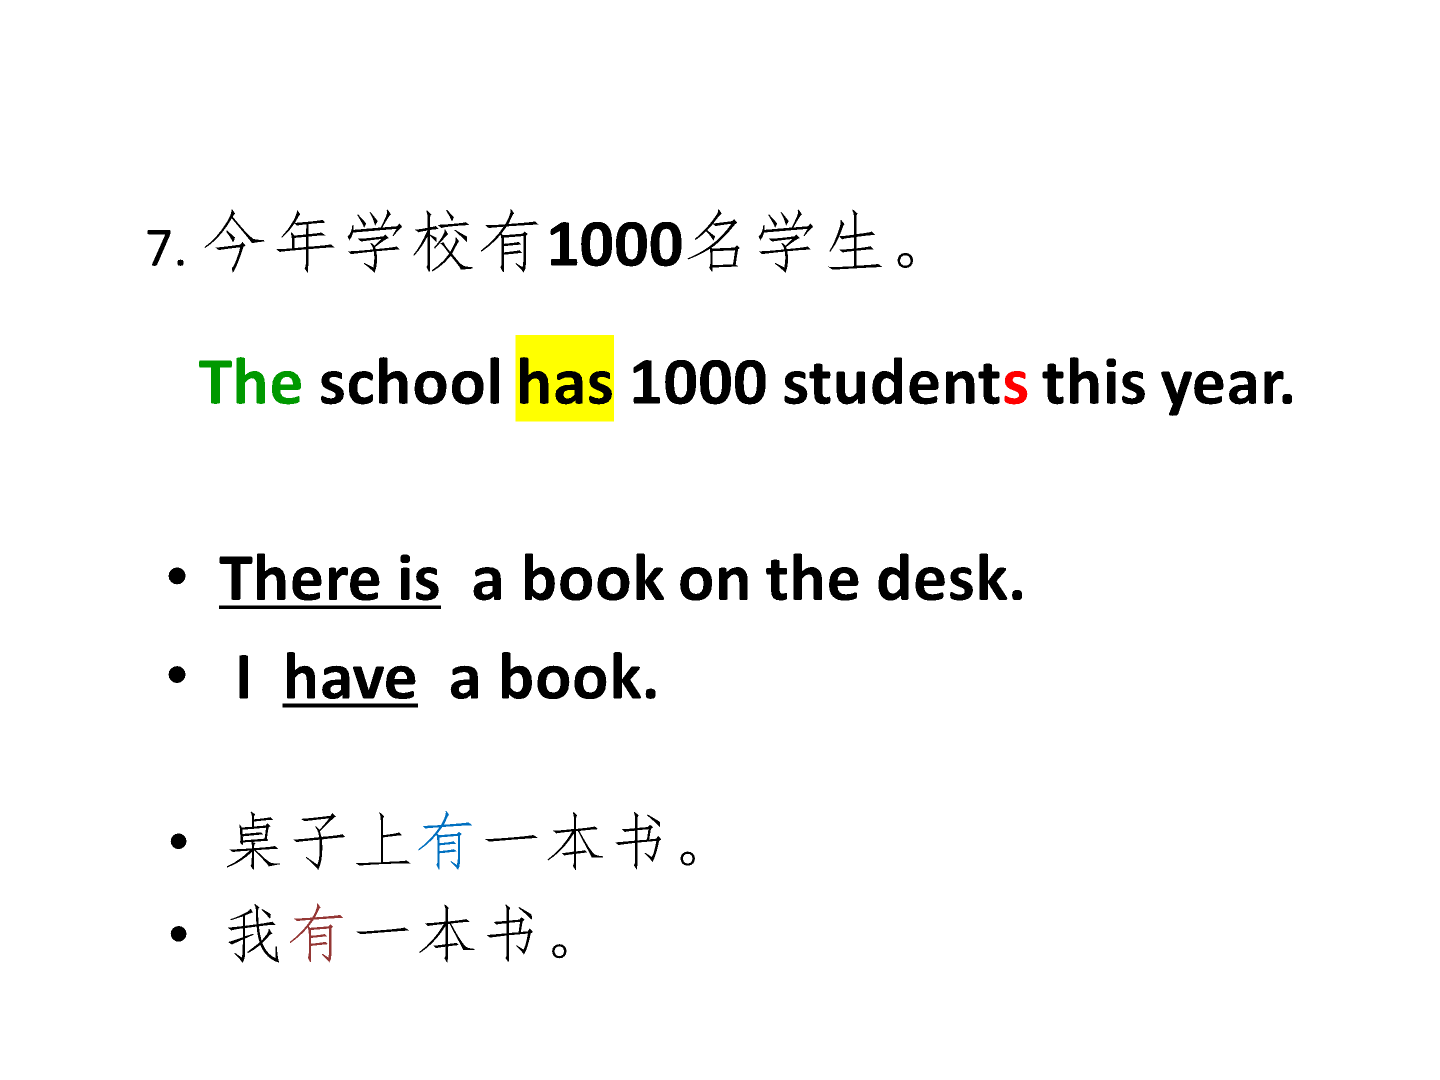 7. 今年学校有1000名学生。
The school has 1000 students this year.
• There is a book on the desk.
• I have a book.
• 桌子上有一本书。
• 我有一本书。